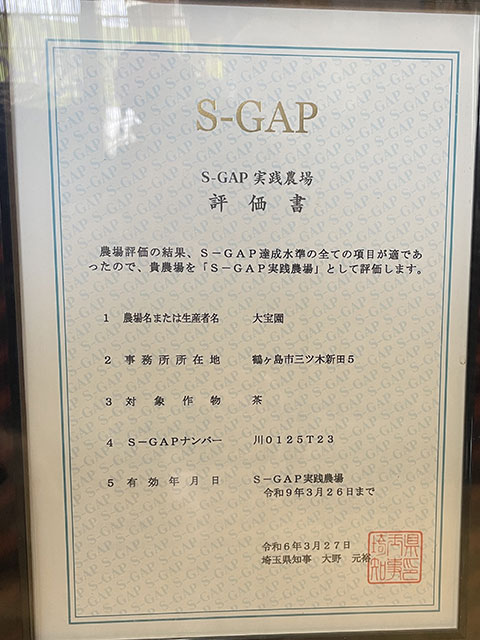 S-GAP
S-GAP 実践農場
評価書
農場評価の結果、S－GAP達成水準の全ての項目が適であ
ったので、貴農場を「S－GAP実践農場」として評価します。
1 農場名または生産者名 大宝園
2 事務所所在地 鶴ヶ島市三ツ木新田5
3 対象作物 茶
4 S－GAPナンバー 川0125T23
5 有効年月日 S－GAP実践農場
令和9年3月26日まで
令和6年3月27日
埼玉県知事 大野 元裕
埼玉県知事印